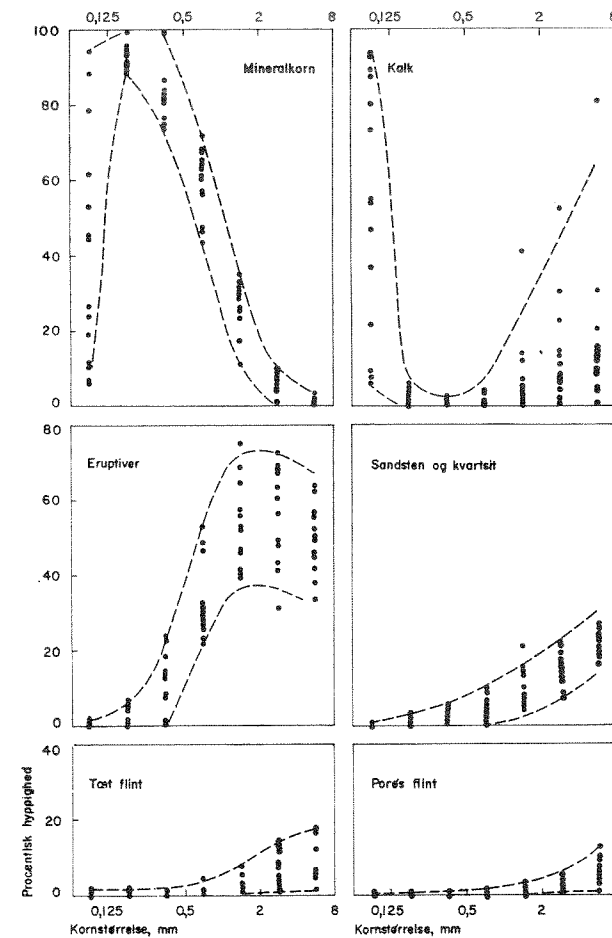 0,125 0,5 2 8 0,125 0,5 2 8
100
80
60
40
20
0
Mineralkorn
Kalk
80
60
40
20
0
Eruptiver
Sandsten og kvartsit
40
20
0
Tæt flint
Porøs flint
Procentisk hyppighed
0,125 0,5 2 8 0,125 0,5 2 8
Kornstørrelse, mm Kornstørrelse, mm